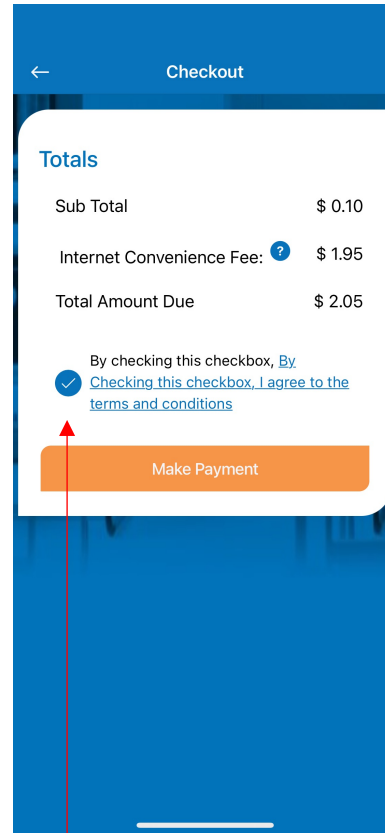 Checkout
Totals
Sub Total $ 0.10
Internet Convenience Fee: ? $ 1.95
Total Amount Due $ 2.05
By checking this checkbox, By
Checking this checkbox, I agree to the
terms and conditions
Make Payment